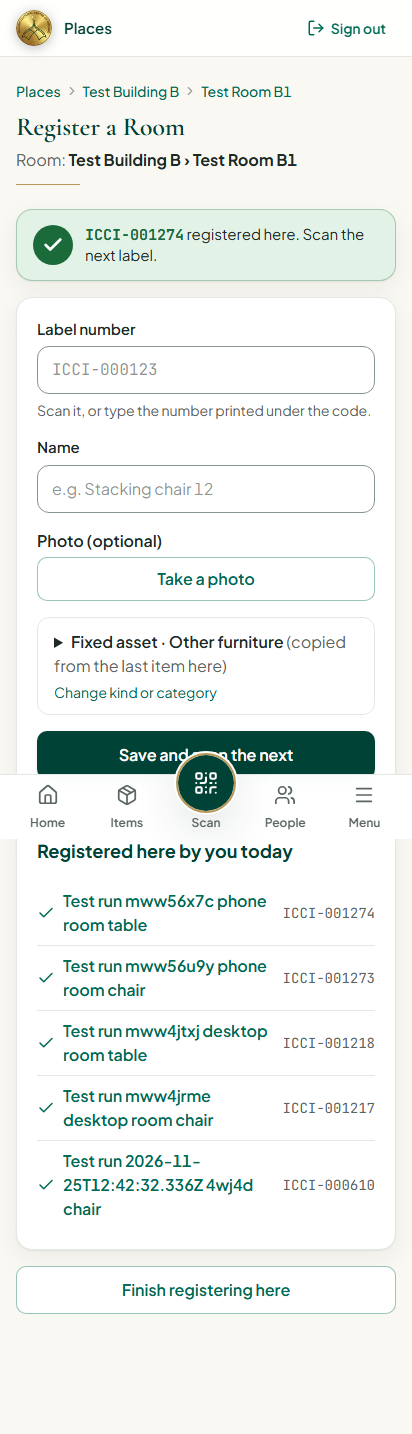 Places
Sign out
Places › Test Building B › Test Room B1
Register a Room
Room: Test Building B › Test Room B1
ICCI-001274 registered here. Scan the
next label.
Label number
ICCI-000123
Scan it, or type the number printed under the code.
Name
e.g. Stacking chair 12
Photo (optional)
Take a photo
Fixed asset · Other furniture (copied
from the last item here)
Change kind or category
Save and the next
Home
Items
Scan
People
Menu
Registered here by you today
Test run mww56x7c phone
room table
ICCI-001274
Test run mww56u9y phone
room chair
ICCI-001273
Test run mww4jtxj desktop
room table
ICCI-001218
Test run mww4jrme
desktop room chair
ICCI-001217
Test run 2026-11-
25T12:42:32.336Z 4wj4d
chair
ICCI-000610
Finish registering here